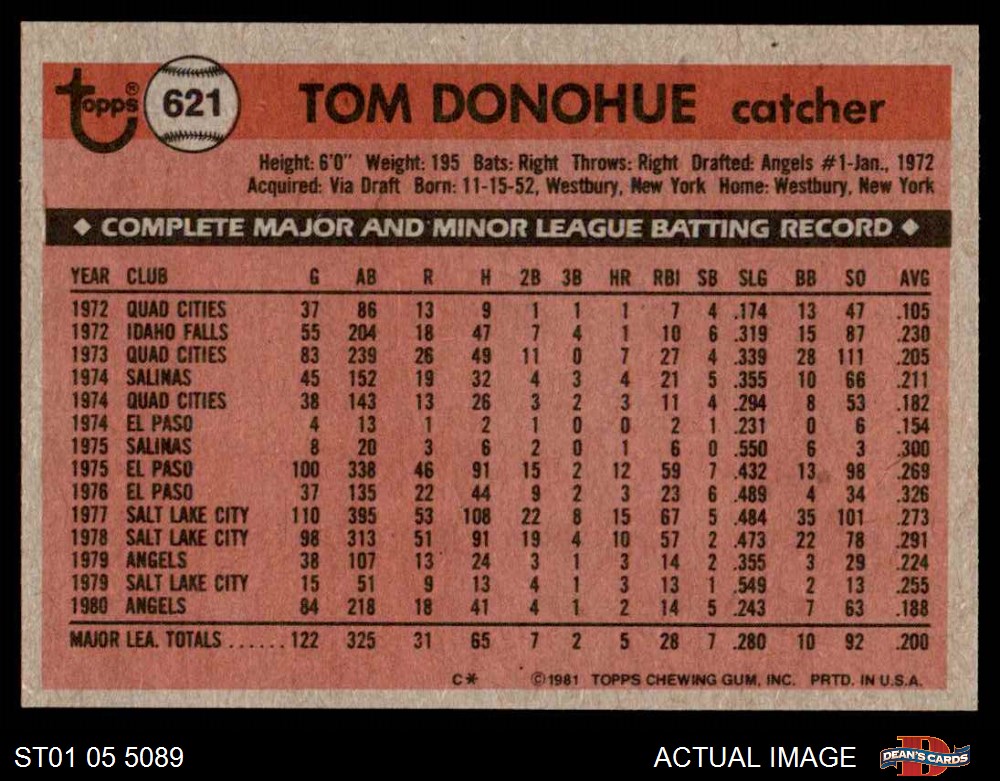 Topps® 621 TOM DONOHUE catcher
Height: 6'0" Weight: 195 Bats: Right Throws: Right Drafted: Angels #1-Jan., 1972
Acquired: Via Draft Born: 11-15-52, Westbury, New York Home: Westbury, New York
◆ COMPLETE MAJOR AND MINOR LEAGUE BATTING RECORD ◆
YEAR CLUB G AB R H 2B 3B HR RBI SB SLG BB SO AVG
1972 QUAD CITIES 37 86 13 9 1 1 1 7 4 .174 13 47 .105
1972 IDAHO FALLS 55 204 18 47 7 4 1 10 6 .319 15 87 .230
1973 QUAD CITIES 83 239 26 49 11 0 7 27 4 .339 28 111 .205
1974 SALINAS 45 152 19 32 4 3 4 21 5 .355 10 66 .211
1974 QUAD CITIES 38 143 13 26 3 2 3 11 4 .294 8 53 .182
1974 EL PASO 4 13 1 2 1 0 0 2 1 .231 0 6 .154
1975 SALINAS 8 20 3 6 2 0 1 6 0 .550 6 3 .300
1975 EL PASO 100 338 46 91 15 2 12 59 7 .432 13 98 .269
1976 EL PASO 37 135 22 44 9 2 3 23 6 .489 4 34 .326
1977 SALT LAKE CITY 110 395 53 108 22 8 15 67 5 .484 35 101 .273
1978 SALT LAKE CITY 98 313 51 91 19 4 10 57 2 .473 22 78 .291
1979 ANGELS 38 107 13 24 3 1 3 14 2 .355 3 29 .224
1979 SALT LAKE CITY 15 51 9 13 4 1 3 13 1 .549 2 13 .255
1980 ANGELS 84 218 18 41 4 1 2 14 5 .243 7 63 .188
MAJOR LEA. TOTALS ...... 122 325 31 65 7 2 5 28 7 .280 10 92 .200
C* ©1981 TOPPS CHEWING GUM, INC. PRTD. IN U.S.A.
ST01 05 5089 ACTUAL IMAGE DEAN'S CARDS